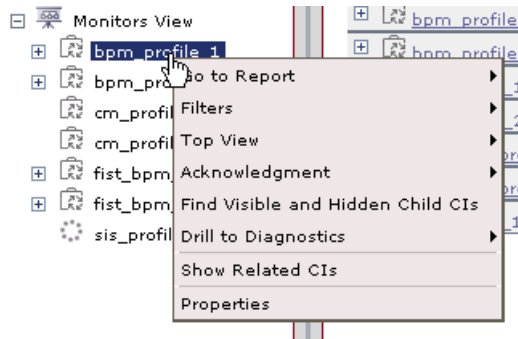 Monitors View
bpm_profile_1
bpm_pro
cm_profil
cm_profil
fist_bpm_
fist_bpm_
sis_profil
Go to Report
Filters
Top View
Acknowledgment
Find Visible and Hidden Child CIs
Drill to Diagnostics
Show Related CIs
Properties
bpm_profile
bpm_profile